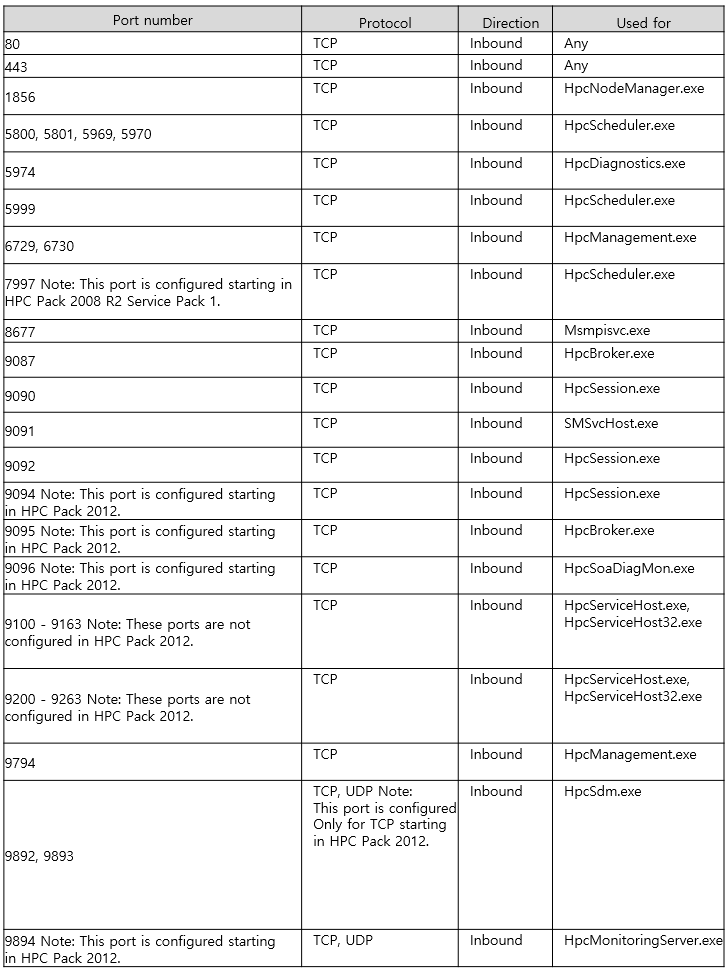 Port number Protocol Direction Used for
80 TCP Inbound Any
443 TCP Inbound Any
1856 TCP Inbound HpcNodeManager.exe
5800, 5801, 5969, 5970 TCP Inbound HpcScheduler.exe
5974 TCP Inbound HpcDiagnostics.exe
5999 TCP Inbound HpcScheduler.exe
6729, 6730 TCP Inbound HpcManagement.exe
7997 Note: This port is configured starting in
HPC Pack 2008 R2 Service Pack 1.
TCP Inbound HpcScheduler.exe
8677 TCP Inbound Msmpisvc.exe
9087 TCP Inbound HpcBroker.exe
9090 TCP Inbound HpcSession.exe
9091 TCP Inbound SMSvcHost.exe
9092 TCP Inbound HpcSession.exe
9094 Note: This port is configured starting
in HPC Pack 2012.
TCP Inbound HpcSession.exe
9095 Note: This port is configured starting
in HPC Pack 2012.
TCP Inbound HpcBroker.exe
9096 Note: This port is configured starting
in HPC Pack 2012.
TCP Inbound HpcSoaDiagMon.exe
9100 - 9163 Note: These ports are not
configured in HPC Pack 2012.
TCP Inbound HpcServiceHost.exe,
HpcServiceHost32.exe
9200 - 9263 Note: These ports are not
configured in HPC Pack 2012.
TCP Inbound HpcServiceHost.exe,
HpcServiceHost32.exe
9794 TCP Inbound HpcManagement.exe
9892, 9893
TCP, UDP Note:
This port is configured
Only for TCP starting
in HPC Pack 2012.
Inbound HpcSdm.exe
9894 Note: This port is configured starting
in HPC Pack 2012.
TCP, UDP Inbound HpcMonitoringServer.exe